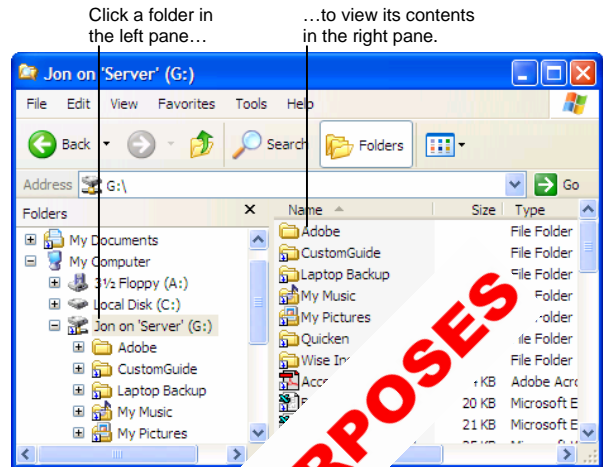 Click a folder in
the left pane…
…to view its contents
in the right pane.
Jon on 'Server' (G:)
File Edit View Favorites Tools Help
Back Search Folders
Address G:\ Go
Folders X
Name Size Type
My Documents
My Computer
3½ Floppy (A:)
Local Disk (C:)
Jon on 'Server' (G:)
Adobe
CustomGuide
Laptop Backup
My Music
My Pictures
Adobe File Folder
CustomGuide File Folder
Laptop Backup File Folder
My Music Folder
My Pictures
Quicken Folder
Wise File Folder
KB Adobe
20 KB Microsoft E
21 KB Microsoft E